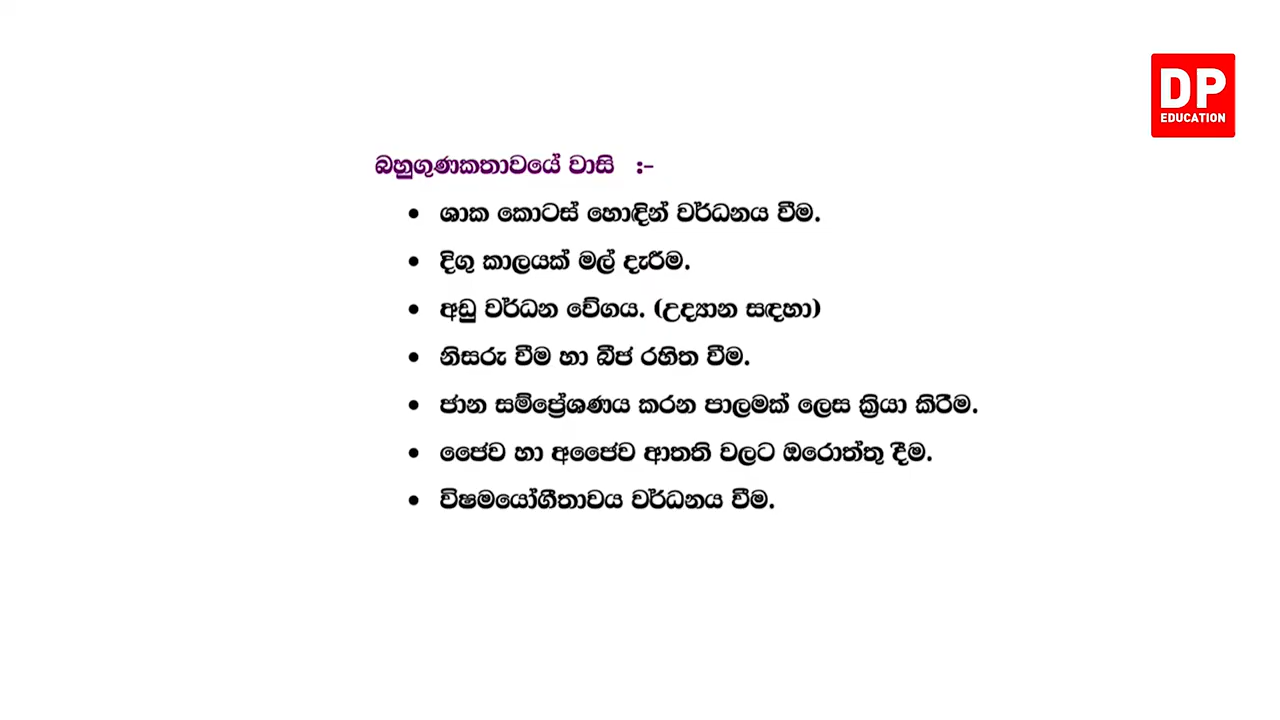 DP
EDUCATION
බහුගුණකතාවයේ වාසි :-
• ශාක කොටස් හොඳින් වර්ධනය වීම.
• දිගු කාලයක් මල් දැරීම.
• අඩු වර්ධන වේගය. (උද්‍යාන සඳහා)
• නිසරු වීම හා බීජ රහිත වීම.
• ජාන සම්ප්‍රේශණය කරන පාලමක් ලෙස ක්‍රියා කිරීම.
• ජෛව හා අජෛව ආතති වලට ඔරොත්තු දීම.
• විෂමයෝගීතාවය වර්ධනය වීම.